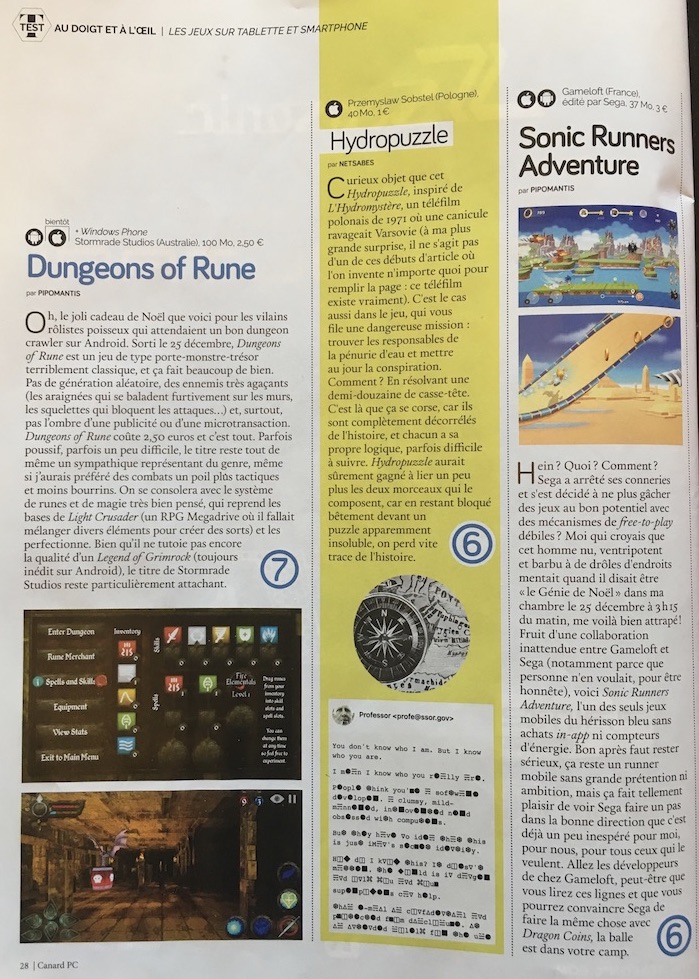 TEST
AU DOIGT ET À L'ŒIL | LES JEUX SUR TABLETTE ET SMARTPHONE
bientôt
+ Windows Phone
Stormrade Studios (Australie), 100 Mo, 2,50 €
Dungeons of Rune
par PIPOMANTIS
Oh, le joli cadeau de Noël que voici pour les vilains
rôlistes poisseux qui attendaient un bon dungeon
crawler sur Android. Sorti le 25 décembre, Dungeons
of Rune est un jeu de type porte-monstre-trésor
terriblement classique, et ça fait beaucoup de bien.
Pas de génération aléatoire, des ennemis très agaçants
(les araignées qui se baladent furtivement sur les murs,
les squelettes qui bloquent les attaques...) et, surtout,
pas l'ombre d'une publicité ou d'une microtransaction.
Dungeons of Rune coûte 2,50 euros et c'est tout. Parfois
poussif, parfois un peu difficile, le titre reste tout de
même un sympathique représentant du genre, même
si j'aurais préféré des combats un poil plus tactiques
et moins bourrins. On se consolera avec le système
de runes et de magie très bien pensé, qui reprend les
bases de Light Crusader (un RPG Megadrive où il fallait
mélanger divers éléments pour créer des sorts) et les
perfectionne. Bien qu'il ne tutoie pas encore
la qualité d'un Legend of Grimrock (toujours
inédit sur Android), le titre de Stormrade
Studios reste particulièrement attachant.
7
Enter Dungeon
Rune Merchant
Spells and Skills
Equipment
View Stats
Exit to Main Menu
Inventory
Skills
Spells
215
215
Fire
Elementals
Level 1
Drag runes
from your
inventory
into skill
slots and
spell slots.
You can
change them
at any time
so feel free to
experiment
28 | Canard PC
Przemyslaw Sobstel (Pologne),
40 Mo, 1 €
Hydropuzzle
par NETSABES
Curieux objet que cet
Hydropuzzle, inspiré de
L'Hydromystère, un téléfilm
polonais de 1971 où une canicule
ravageait Varsovie (à ma plus
grande surprise, il ne s'agit pas
d'un de ces débuts d'article où
l'on invente n'importe quoi pour
remplir la page : ce téléfilm
existe vraiment). C'est le cas
aussi dans le jeu, qui vous
file une dangereuse mission :
trouver les responsables de
la pénurie d'eau et mettre
au jour la conspiration.
Comment ? En résolvant une
demi-douzaine de casse-tête.
C'est là que ça se corse, car ils
sont complètement décorrélés
de l'histoire, et chacun a sa
propre logique, parfois difficile
à suivre. Hydropuzzle aurait
sûrement gagné à lier un peu
plus les deux morceaux qui le
composent, car en restant bloqué
bêtement devant un
puzzle apparemment
insoluble, on perd vite
trace de l'histoire.
6
Professor <profe@ssor.gov>
You don't know who I am. But I know
who you are.
Gameloft (France),
édité par Sega, 37 Mo, 3 €
Sonic Runners
Adventure
par PIPOMANTIS
Hein ? Quoi ? Comment ?
Sega a arrêté ses conneries
et s'est décidé à ne plus gâcher
des jeux au bon potentiel avec
des mécanismes de free-to-play
débiles ? Moi qui croyais que
cet homme nu, ventripotent
et barbu à de drôles d'endroits
mentait quand il disait être
« le Génie de Noël » dans ma
chambre le 25 décembre à 3 h 15
du matin, me voilà bien attrapé !
Fruit d'une collaboration
inattendue entre Gameloft et
Sega (notamment parce que
personne n'en voulait, pour être
honnête), voici Sonic Runners
Adventure, l'un des seuls jeux
mobiles du hérisson bleu sans
achats in-app ni compteurs
d'énergie. Bon après faut rester
sérieux, ça reste un runner
mobile sans grande prétention ni
ambition, mais ça fait tellement
plaisir de voir Sega faire un pas
dans la bonne direction que c'est
déjà un peu inespéré pour moi,
pour nous, pour tous ceux qui le
veulent. Allez les développeurs
de chez Gameloft, peut-être que
vous lirez ces lignes et que vous
pourrez convaincre Sega de
faire la même chose avec
Dragon Coins, la balle
est dans votre camp.
6